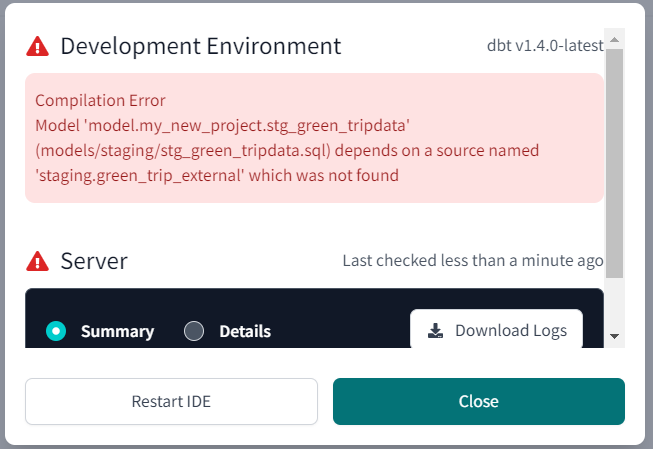 Development Environment
dbt v1.4.0-latest
Compilation Error
Model 'model.my_new_project.stg_green_tripdata'
(models/staging/stg_green_tripdata.sql) depends on a source named
'staging.green_trip_external' which was not found
Server
Last checked less than a minute ago
Summary
Details
Download Logs
Restart IDE
Close